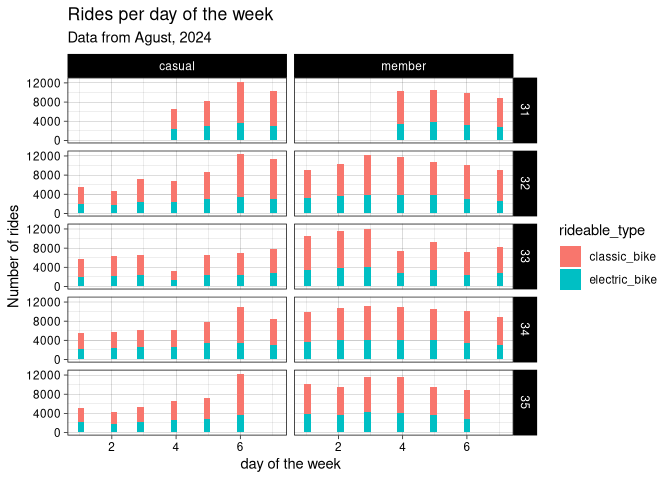 Rides per day of the week
Data from Agust, 2024
casual member
12000
8000
4000
0
31
12000
8000
4000
0
32
12000
8000
4000
0
33
12000
8000
4000
0
34
12000
8000
4000
0
35
2 4 6 2 4 6
day of the week
Number of rides
rideable_type
classic_bike
electric_bike